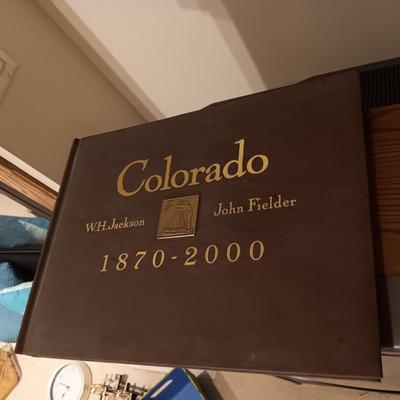 Colorado
W.H. Jackson John Fielder
1870-2000